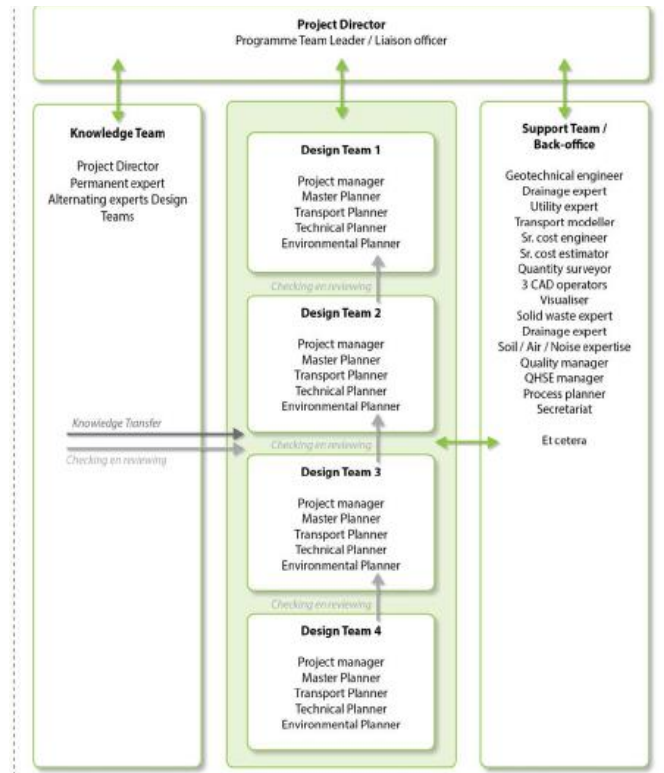 Project Director
Programme Team Leader / Liaison officer
Knowledge Team
Project Director
Permanent expert
Alternating experts Design
Teams
Knowledge Transfer
Checking en reviewing
Design Team 1
Project manager
Master Planner
Transport Planner
Technical Planner
Environmental Planner
Checking en reviewing
Design Team 2
Project manager
Master Planner
Transport Planner
Technical Planner
Environmental Planner
Checking en reviewing
Design Team 3
Project manager
Master Planner
Transport Planner
Technical Planner
Environmental Planner
Checking en reviewing
Design Team 4
Project manager
Master Planner
Transport Planner
Technical Planner
Environmental Planner
Support Team /
Back-office
Geotechnical engineer
Drainage expert
Utility expert
Transport modeller
Sr. cost engineer
Sr. cost estimator
Quantity surveyor
3 CAD operators
Visualiser
Solid waste expert
Drainage expert
Soil / Air / Noise expertise
Quality manager
QHSE manager
Process planner
Secretariat
Et cetera